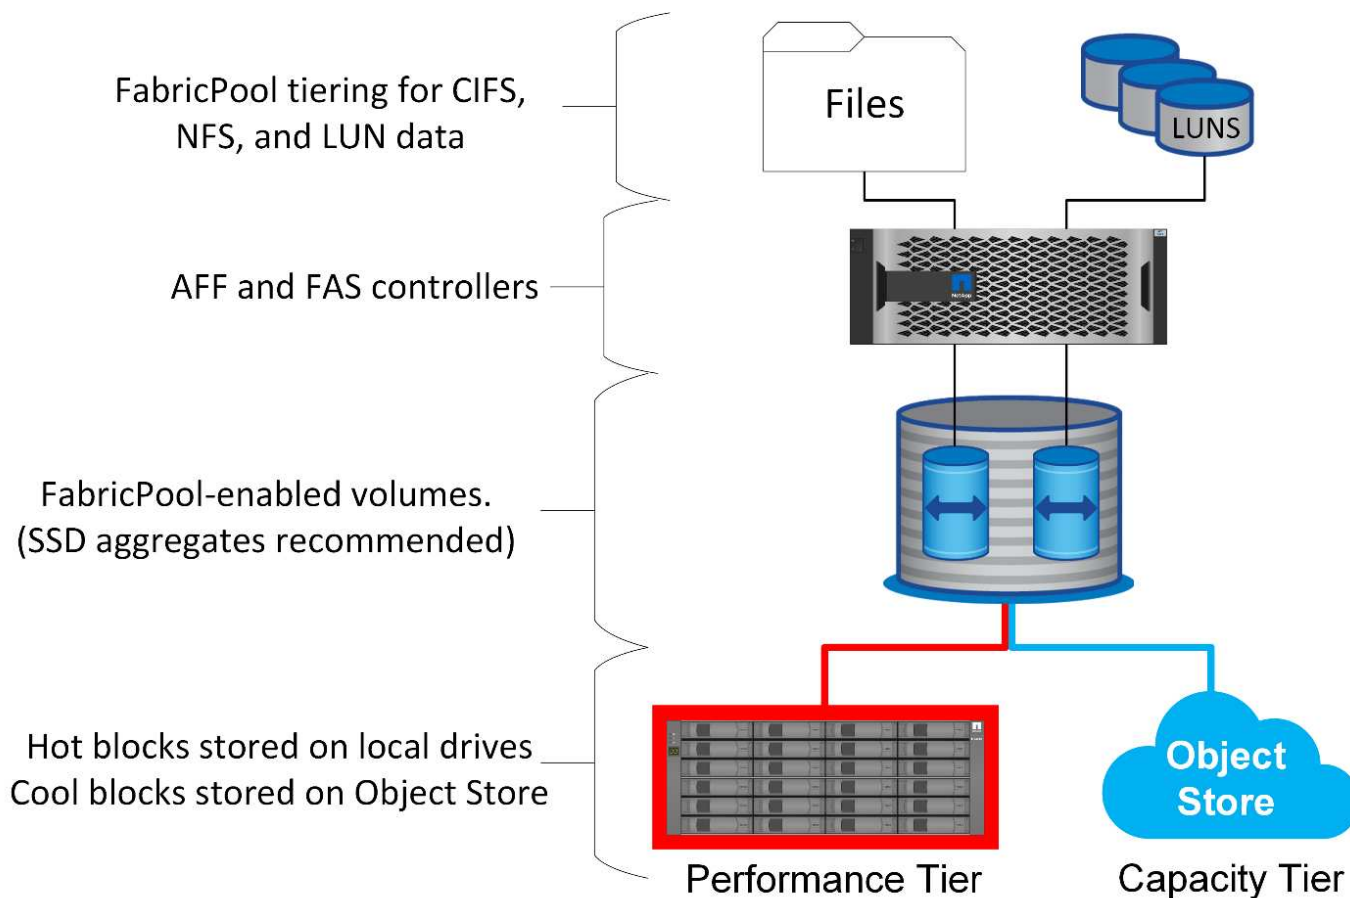 FabricPool tiering for CIFS,
NFS, and LUN data
Files
LUNS
AFF and FAS controllers
NetApp
FabricPool-enabled volumes.
(SSD aggregates recommended)
Hot blocks stored on local drives
Cool blocks stored on Object Store
Object
Store
Performance Tier
Capacity Tier